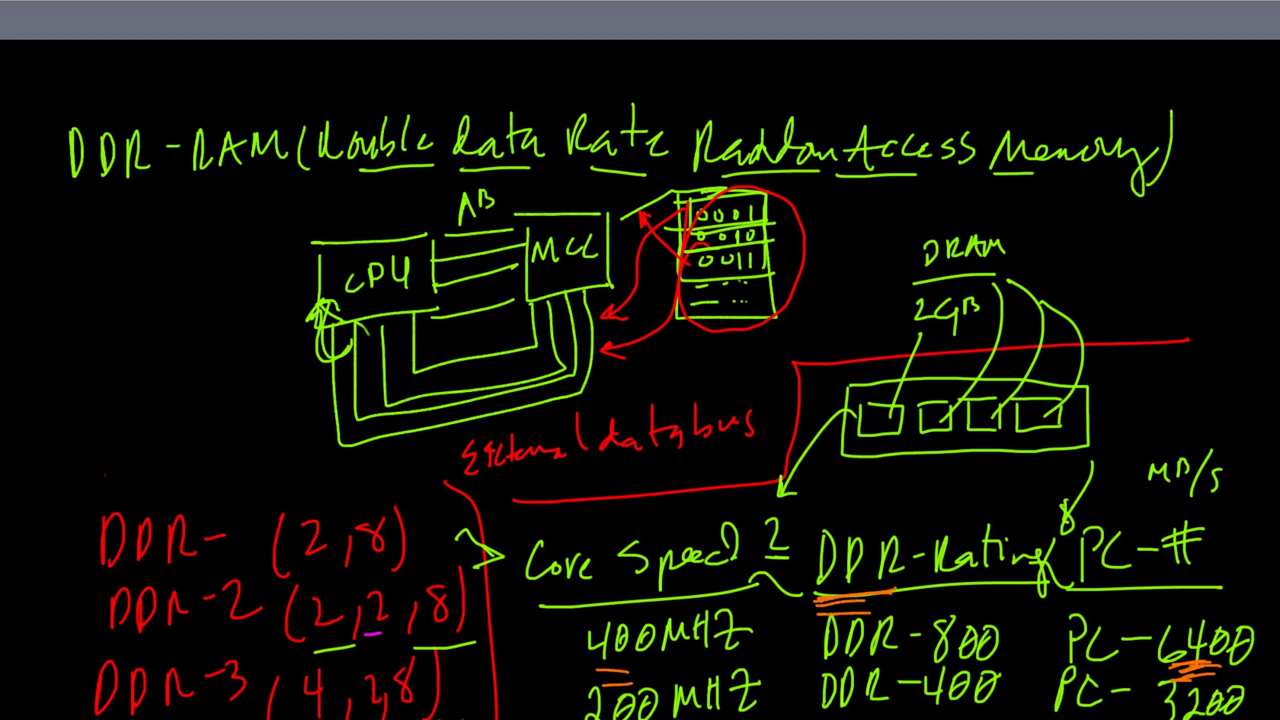 DDR-RAM(Double Data Rate Random Access Memory)
AB
CPU
MCC
0001
0010
0011
DRAM
2GB
External data bus
MB/s
DDR- (2,8)
DDR-2 (2,2,8)
DDR-3 (4,2,8)
Core Speed 2 = DDR-Rating 8 PC-#
400MHZ DDR-800 PC-6400
200MHZ DDR-400 PC-3200